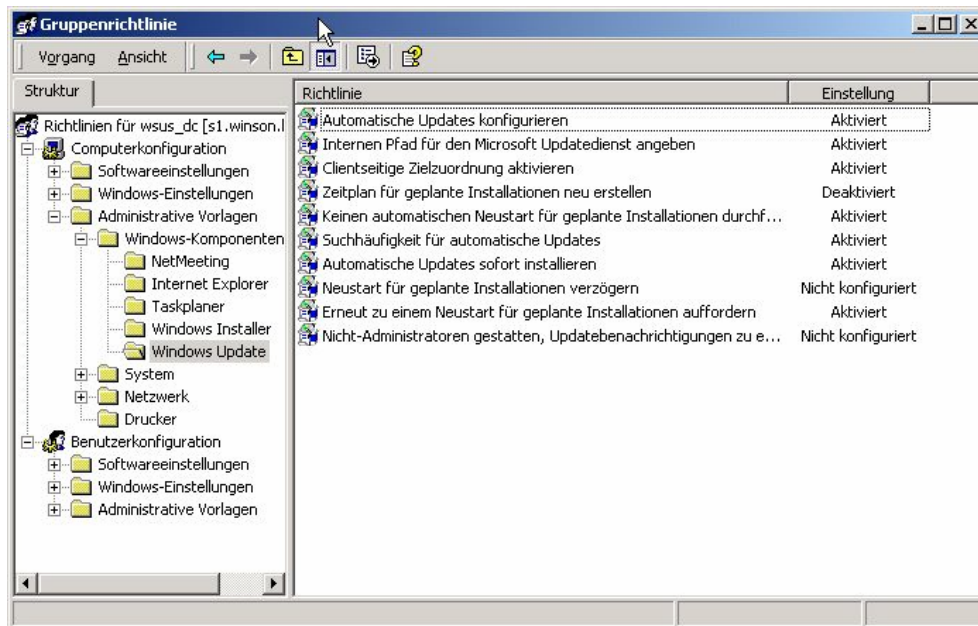 Gruppenrichtlinie
Vorgang Ansicht
Struktur
Richtlinien für wsus_dc [s1.winson.l
Computerkonfiguration
Softwareeinstellungen
Windows-Einstellungen
Administrative Vorlagen
Windows-Komponenten
NetMeeting
Internet Explorer
Taskplaner
Windows Installer
Windows Update
System
Netzwerk
Drucker
Benutzerkonfiguration
Softwareeinstellungen
Windows-Einstellungen
Administrative Vorlagen
Richtlinie Einstellung
Automatische Updates konfigurieren Aktiviert
Internen Pfad für den Microsoft Updatedienst angeben Aktiviert
Clientseitige Zielzuordnung aktivieren Aktiviert
Zeitplan für geplante Installationen neu erstellen Deaktiviert
Keinen automatischen Neustart für geplante Installationen durchf... Aktiviert
Suchhäufigkeit für automatische Updates Aktiviert
Automatische Updates sofort installieren Aktiviert
Neustart für geplante Installationen verzögern Nicht konfiguriert
Erneut zu einem Neustart für geplante Installationen auffordern Aktiviert
Nicht-Administratoren gestatten, Updatebenachrichtigungen zu e... Nicht konfiguriert